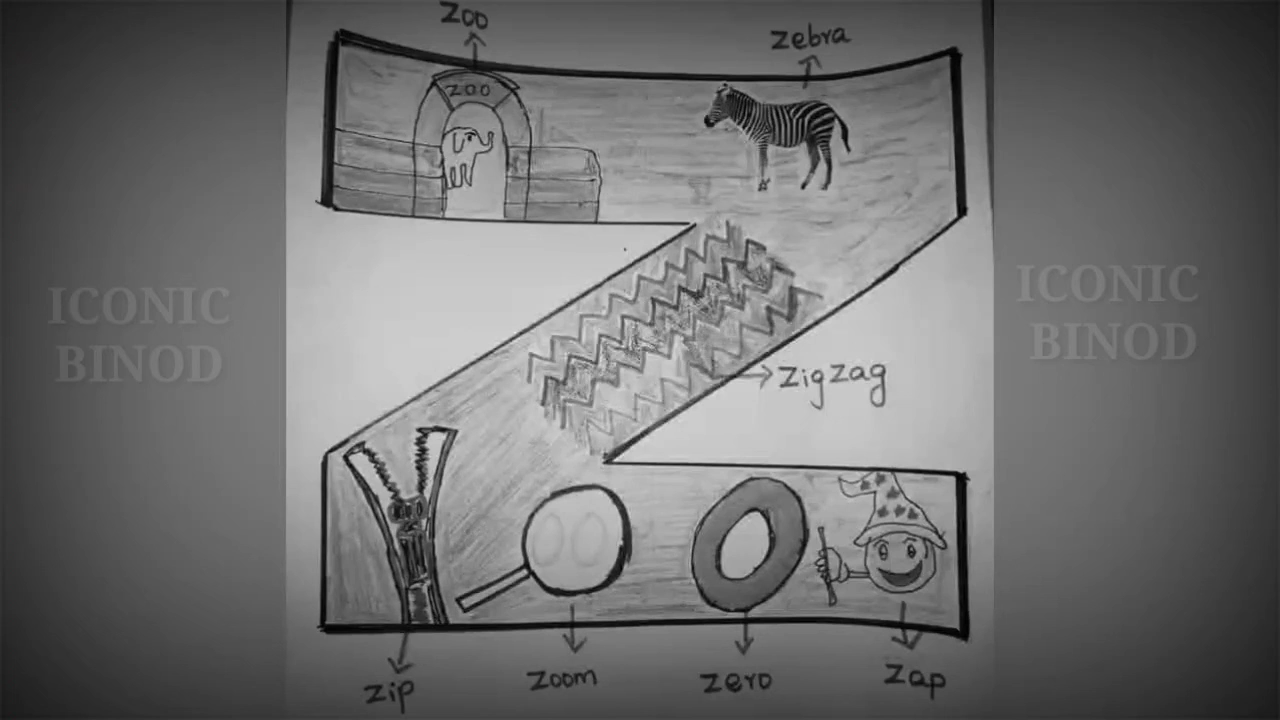 Zoo
Zebra
ZOO
ICONIC
BINOD
ICONIC
BINOD
Zigzag
Zip
Zoom
Zero
Zap